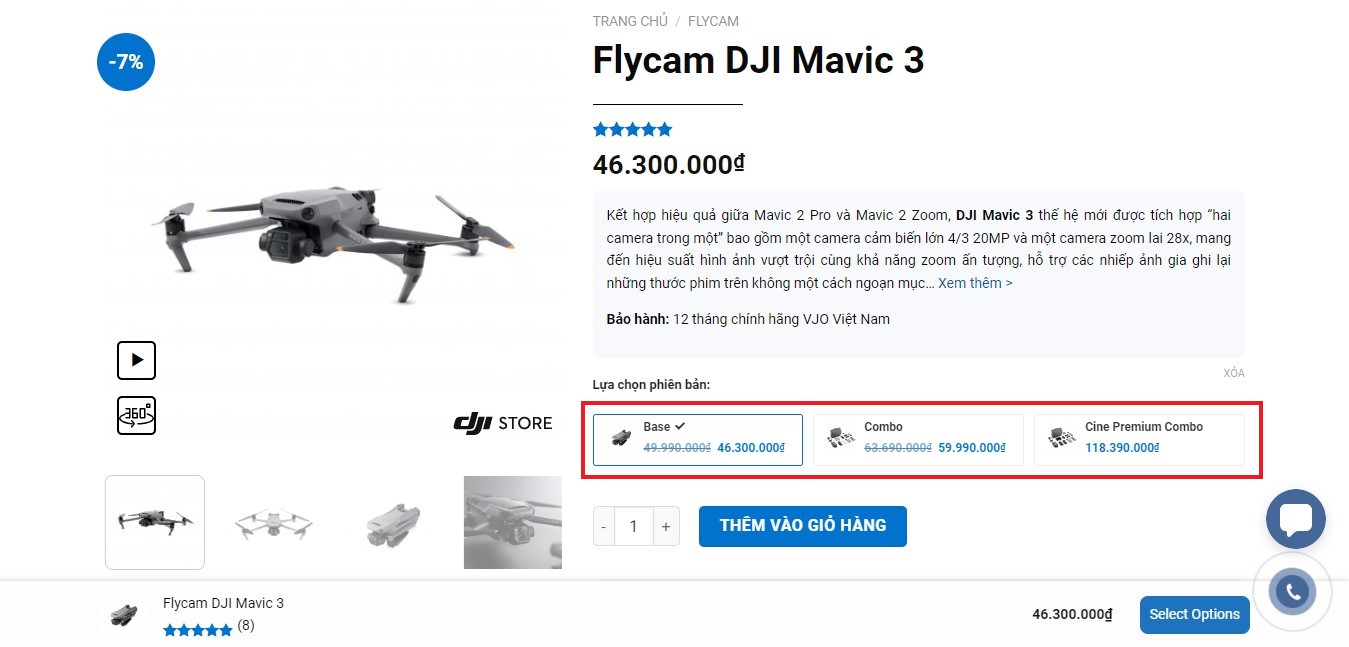 TRANG CHỦ / FLYCAM
-7%
Flycam DJI Mavic 3
46.300.000₫
Kết hợp hiệu quả giữa Mavic 2 Pro và Mavic 2 Zoom, DJI Mavic 3 thế hệ mới được tích hợp “hai
camera trong một” bao gồm một camera cảm biến lớn 4/3 20MP và một camera zoom lai 28x, mang
đến hiệu suất hình ảnh vượt trội cùng khả năng zoom ấn tượng, hỗ trợ các nhiếp ảnh gia ghi lại
những thước phim trên không một cách ngoạn mục... Xem thêm >
Bảo hành: 12 tháng chính hãng VJO Việt Nam
XÓA
Lựa chọn phiên bản:
360°
dji STORE
Base ✓
49.990.000₫ 46.300.000₫
Combo
63.690.000₫ 59.990.000₫
Cine Premium Combo
118.390.000₫
- 1 +
THÊM VÀO GIỎ HÀNG
Flycam DJI Mavic 3
(8)
46.300.000₫
Select Options